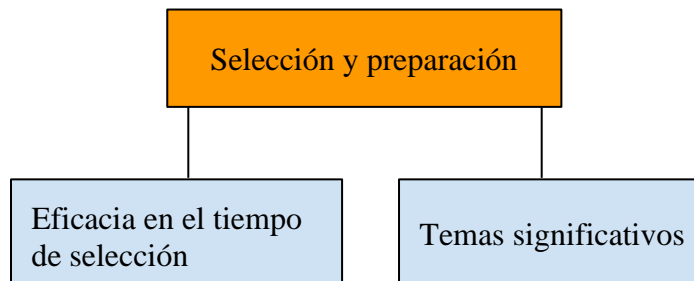 Selección y preparación
Eficacia en el tiempo
de selección
Temas significativos